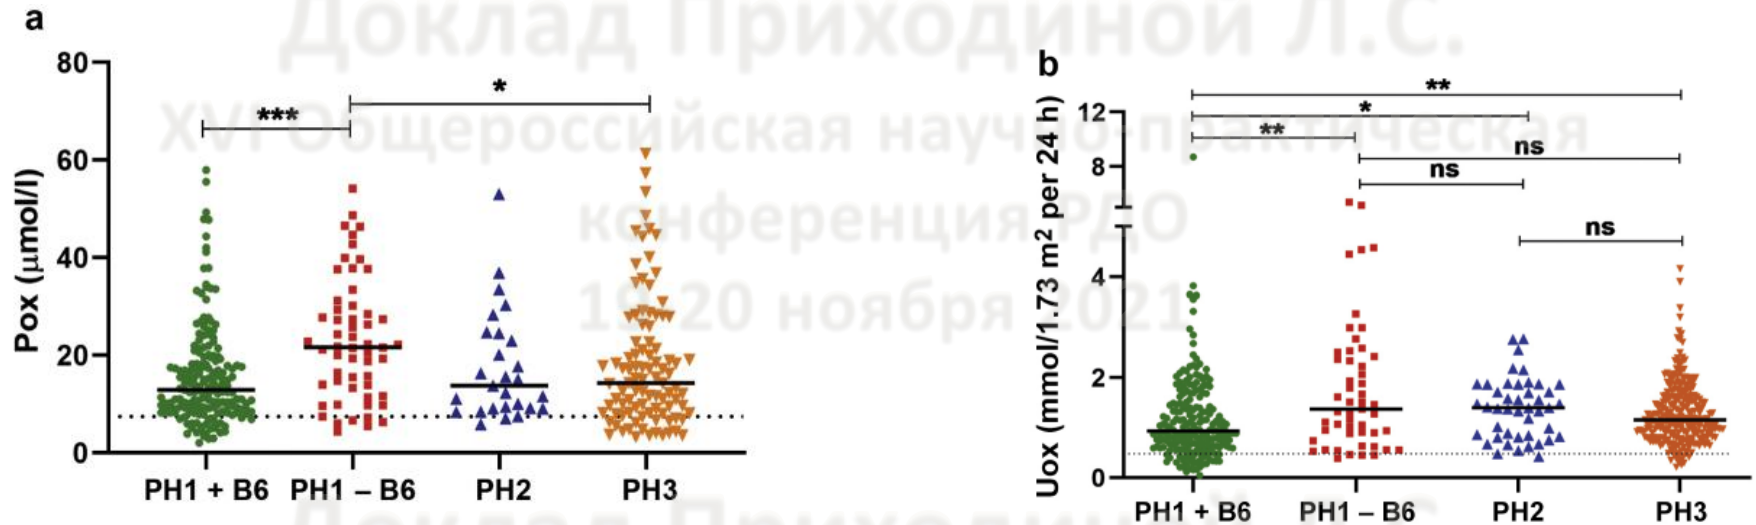 Доклад Приходиной Л.С.
XVI Общероссийская научно-практическая
конференция РДО
19-20 ноября 2021
a
80
60
40
20
0
Pox (μmol/l)
***
*
PH1 + B6 PH1 – B6 PH2 PH3
b
12
8
4
2
0
Uox (mmol/1.73 m² per 24 h)
**
*
**
ns
ns
ns
PH1 + B6 PH1 – B6 PH2 PH3
Доклад Приходиной Л.С.